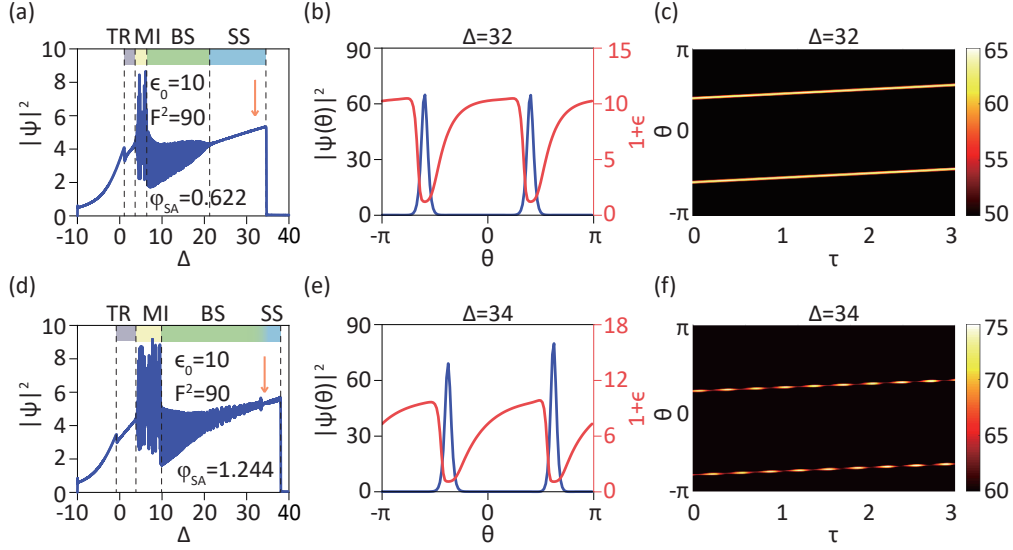 (a)
TR MI BS SS
10
8
6
4
2
0
|ψ|²
ϵ₀=10
F²=90
φSA=0.622
-10 0 10 20 30 40
Δ
(b)
Δ=32
90
60
30
0
|ψ(θ)|²
15
10
5
0
1+ϵ
-π 0 π
θ
(c)
Δ=32
π
0
-π
θ
0 1 2 3
τ
65
60
55
50
(d)
TR MI BS SS
10
8
6
4
2
0
|ψ|²
ϵ₀=10
F²=90
φSA=1.244
-10 0 10 20 30 40
Δ
(e)
Δ=34
90
60
30
0
|ψ(θ)|²
18
12
6
0
1+ϵ
-π 0 π
θ
(f)
Δ=34
π
0
-π
θ
0 1 2 3
τ
75
70
65
60